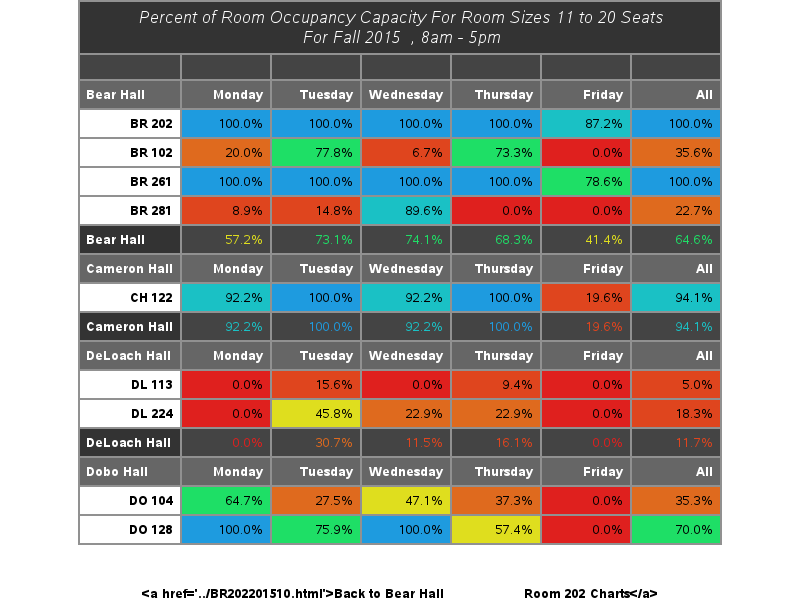 Percent of Room Occupancy Capacity For Room Sizes 11 to 20 Seats
For Fall 2015 , 8am - 5pm
Bear Hall Monday Tuesday Wednesday Thursday Friday All
BR 202 100.0% 100.0% 100.0% 100.0% 87.2% 100.0%
BR 102 20.0% 77.8% 6.7% 73.3% 0.0% 35.6%
BR 261 100.0% 100.0% 100.0% 100.0% 78.6% 100.0%
BR 281 8.9% 14.8% 89.6% 0.0% 0.0% 22.7%
Bear Hall 57.2% 73.1% 74.1% 68.3% 41.4% 64.6%
Cameron Hall Monday Tuesday Wednesday Thursday Friday All
CH 122 92.2% 100.0% 92.2% 100.0% 19.6% 94.1%
Cameron Hall 92.2% 100.0% 92.2% 100.0% 19.6% 94.1%
DeLoach Hall Monday Tuesday Wednesday Thursday Friday All
DL 113 0.0% 15.6% 0.0% 9.4% 0.0% 5.0%
DL 224 0.0% 45.8% 22.9% 22.9% 0.0% 18.3%
DeLoach Hall 0.0% 30.7% 11.5% 16.1% 0.0% 11.7%
Dobo Hall Monday Tuesday Wednesday Thursday Friday All
DO 104 64.7% 27.5% 47.1% 37.3% 0.0% 35.3%
DO 128 100.0% 75.9% 100.0% 57.4% 0.0% 70.0%
<a href='../BR202201510.html'>Back to Bear Hall Room 202 Charts</a>